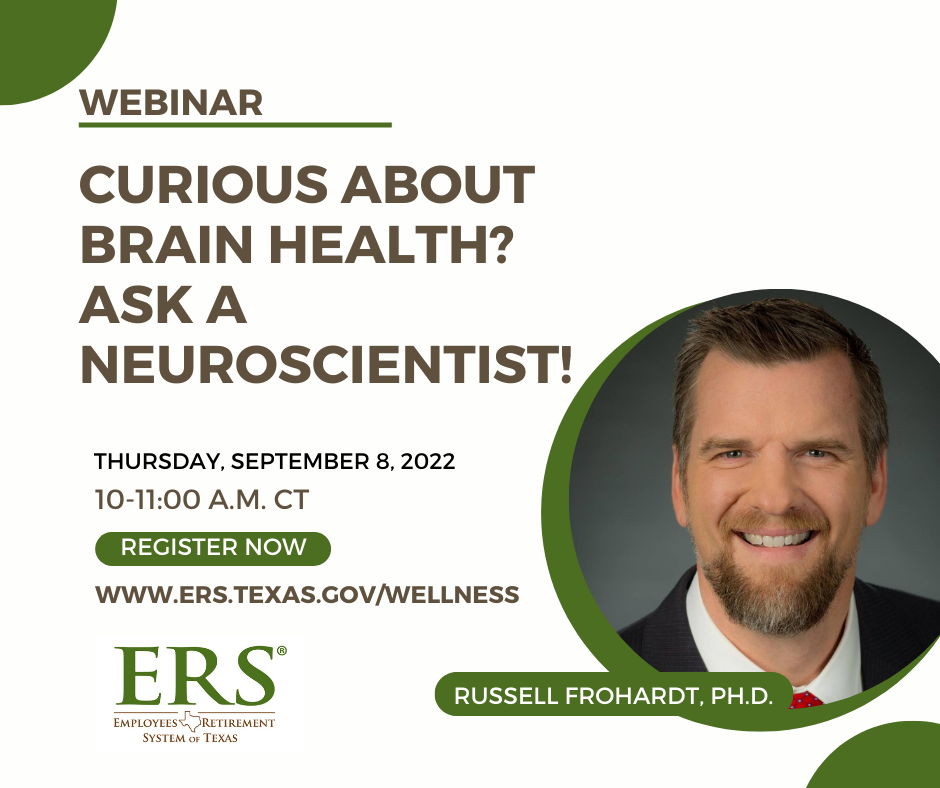 WEBINAR
CURIOUS ABOUT
BRAIN HEALTH?
ASK A
NEUROSCIENTIST!
THURSDAY, SEPTEMBER 8, 2022
10-11:00 A.M. CT
REGISTER NOW
WWW.ERS.TEXAS.GOV/WELLNESS
ERS®
EMPLOYEES RETIREMENT
SYSTEM OF TEXAS
RUSSELL FROHARDT, PH.D.